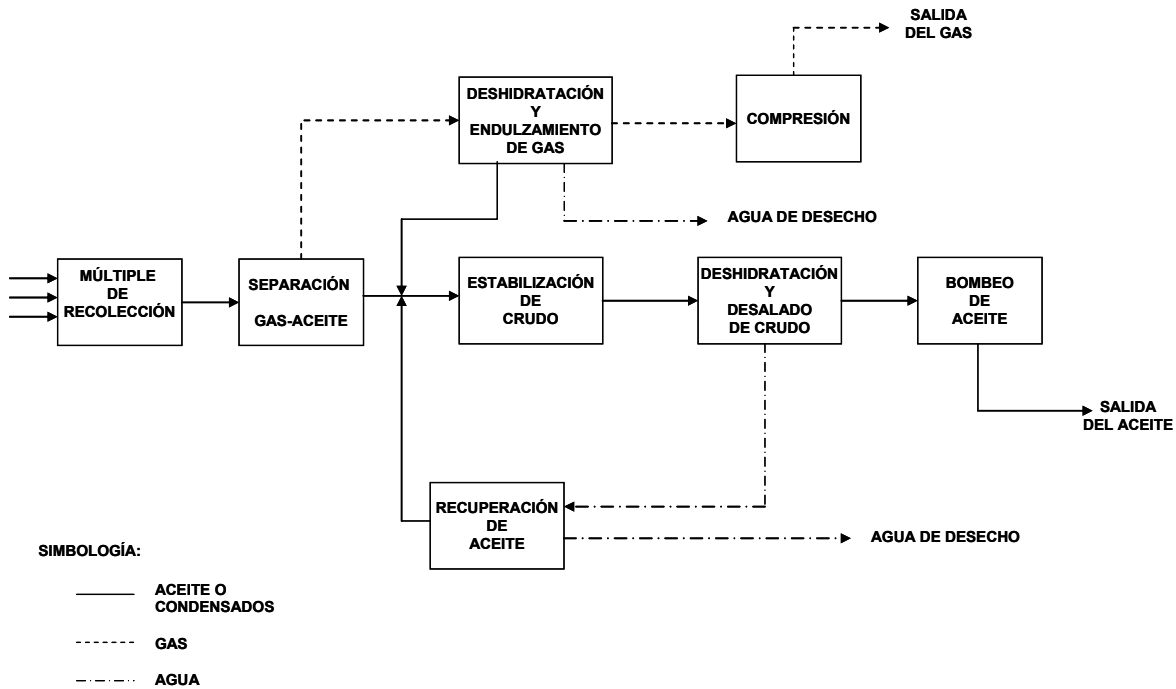 SALIDA
DEL GAS
DESHIDRATACIÓN
Y
ENDULZAMIENTO
DE GAS
COMPRESIÓN
AGUA DE DESECHO
MÚLTIPLE
DE
RECOLECCIÓN
SEPARACIÓN
GAS-ACEITE
ESTABILIZACIÓN
DE
CRUDO
DESHIDRATACIÓN
Y
DESALADO
DE CRUDO
BOMBEO
DE
ACEITE
SALIDA
DEL ACEITE
RECUPERACIÓN
DE
ACEITE
AGUA DE DESECHO
SIMBOLOGÍA:
ACEITE O
CONDENSADOS
GAS
AGUA